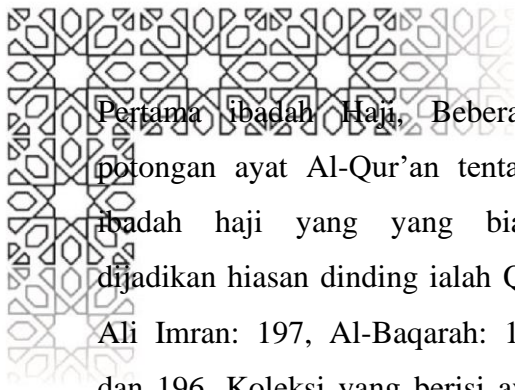 Pertama ibadah Haji, Bebera
potongan ayat Al-Qur’an tenta
ibadah haji yang yang bia
dijadikan hiasan dinding ialah Q
Ali Imran: 197, Al-Baqarah: 1
dan 196. Koleksi yang berisi ay